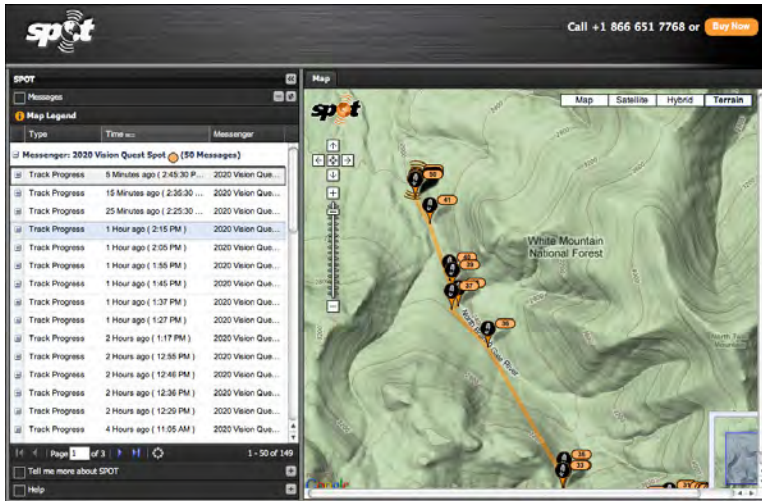 spot
Call +1 866 651 7768 or Buy Now
SPOT
Messages
Map Legend
Type Time Messenger
Messenger: 2020 Vision Quest Spot (50 Messages)
Track Progress 5 Minutes ago ( 2:45:30 P... 2020 Vision Que...
Track Progress 15 Minutes ago ( 2:35:30 ... 2020 Vision Que...
Track Progress 25 Minutes ago ( 2:25:30 ... 2020 Vision Que...
Track Progress 1 Hour ago ( 2:15 PM ) 2020 Vision Que...
Track Progress 1 Hour ago ( 2:05 PM ) 2020 Vision Que...
Track Progress 1 Hour ago ( 1:55 PM ) 2020 Vision Que...
Track Progress 1 Hour ago ( 1:45 PM ) 2020 Vision Que...
Track Progress 1 Hour ago ( 1:37 PM ) 2020 Vision Que...
Track Progress 1 Hour ago ( 1:27 PM ) 2020 Vision Que...
Track Progress 2 Hours ago ( 1:17 PM ) 2020 Vision Que...
Track Progress 2 Hours ago ( 12:55 PM ) 2020 Vision Que...
Track Progress 2 Hours ago ( 12:46 PM ) 2020 Vision Que...
Track Progress 2 Hours ago ( 12:36 PM ) 2020 Vision Que...
Track Progress 2 Hours ago ( 12:29 PM ) 2020 Vision Que...
Track Progress 4 Hours ago ( 11:05 AM ) 2020 Vision Que...
Page 1 of 3 1 - 50 of 149
Tell me more about SPOT
Help
Map
spot
Map Satellite Hybrid Terrain
50
41
39
37
36
35
33
White Mountain
National Forest
North Twin
Mountain